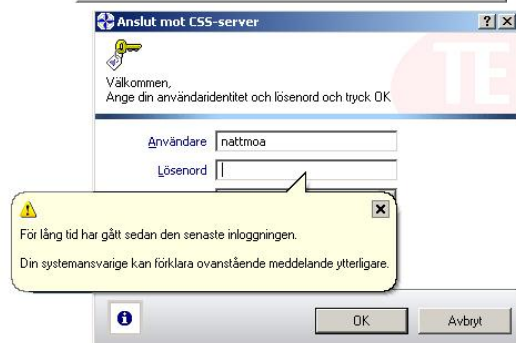 Anslut mot CSS-server
TE
Välkommen,
Ange din användaridentitet och lösenord och tryck OK
Användare nattmoa
Lösenord
För lång tid har gått sedan den senaste inloggningen.
Din systemansvarige kan förklara ovanstående meddelande ytterligare.
OK Avbryt